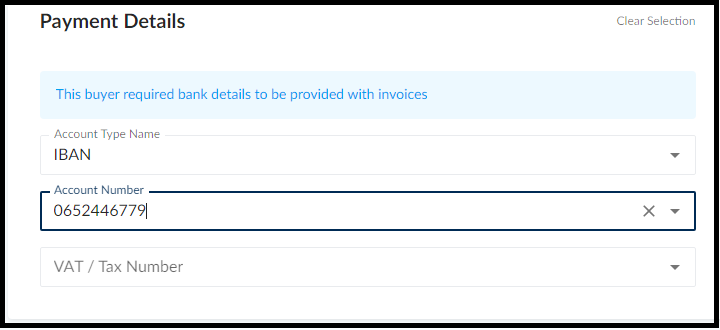 Payment Details
Clear Selection
This buyer required bank details to be provided with invoices
Account Type Name
IBAN
Account Number
0652446779
VAT / Tax Number